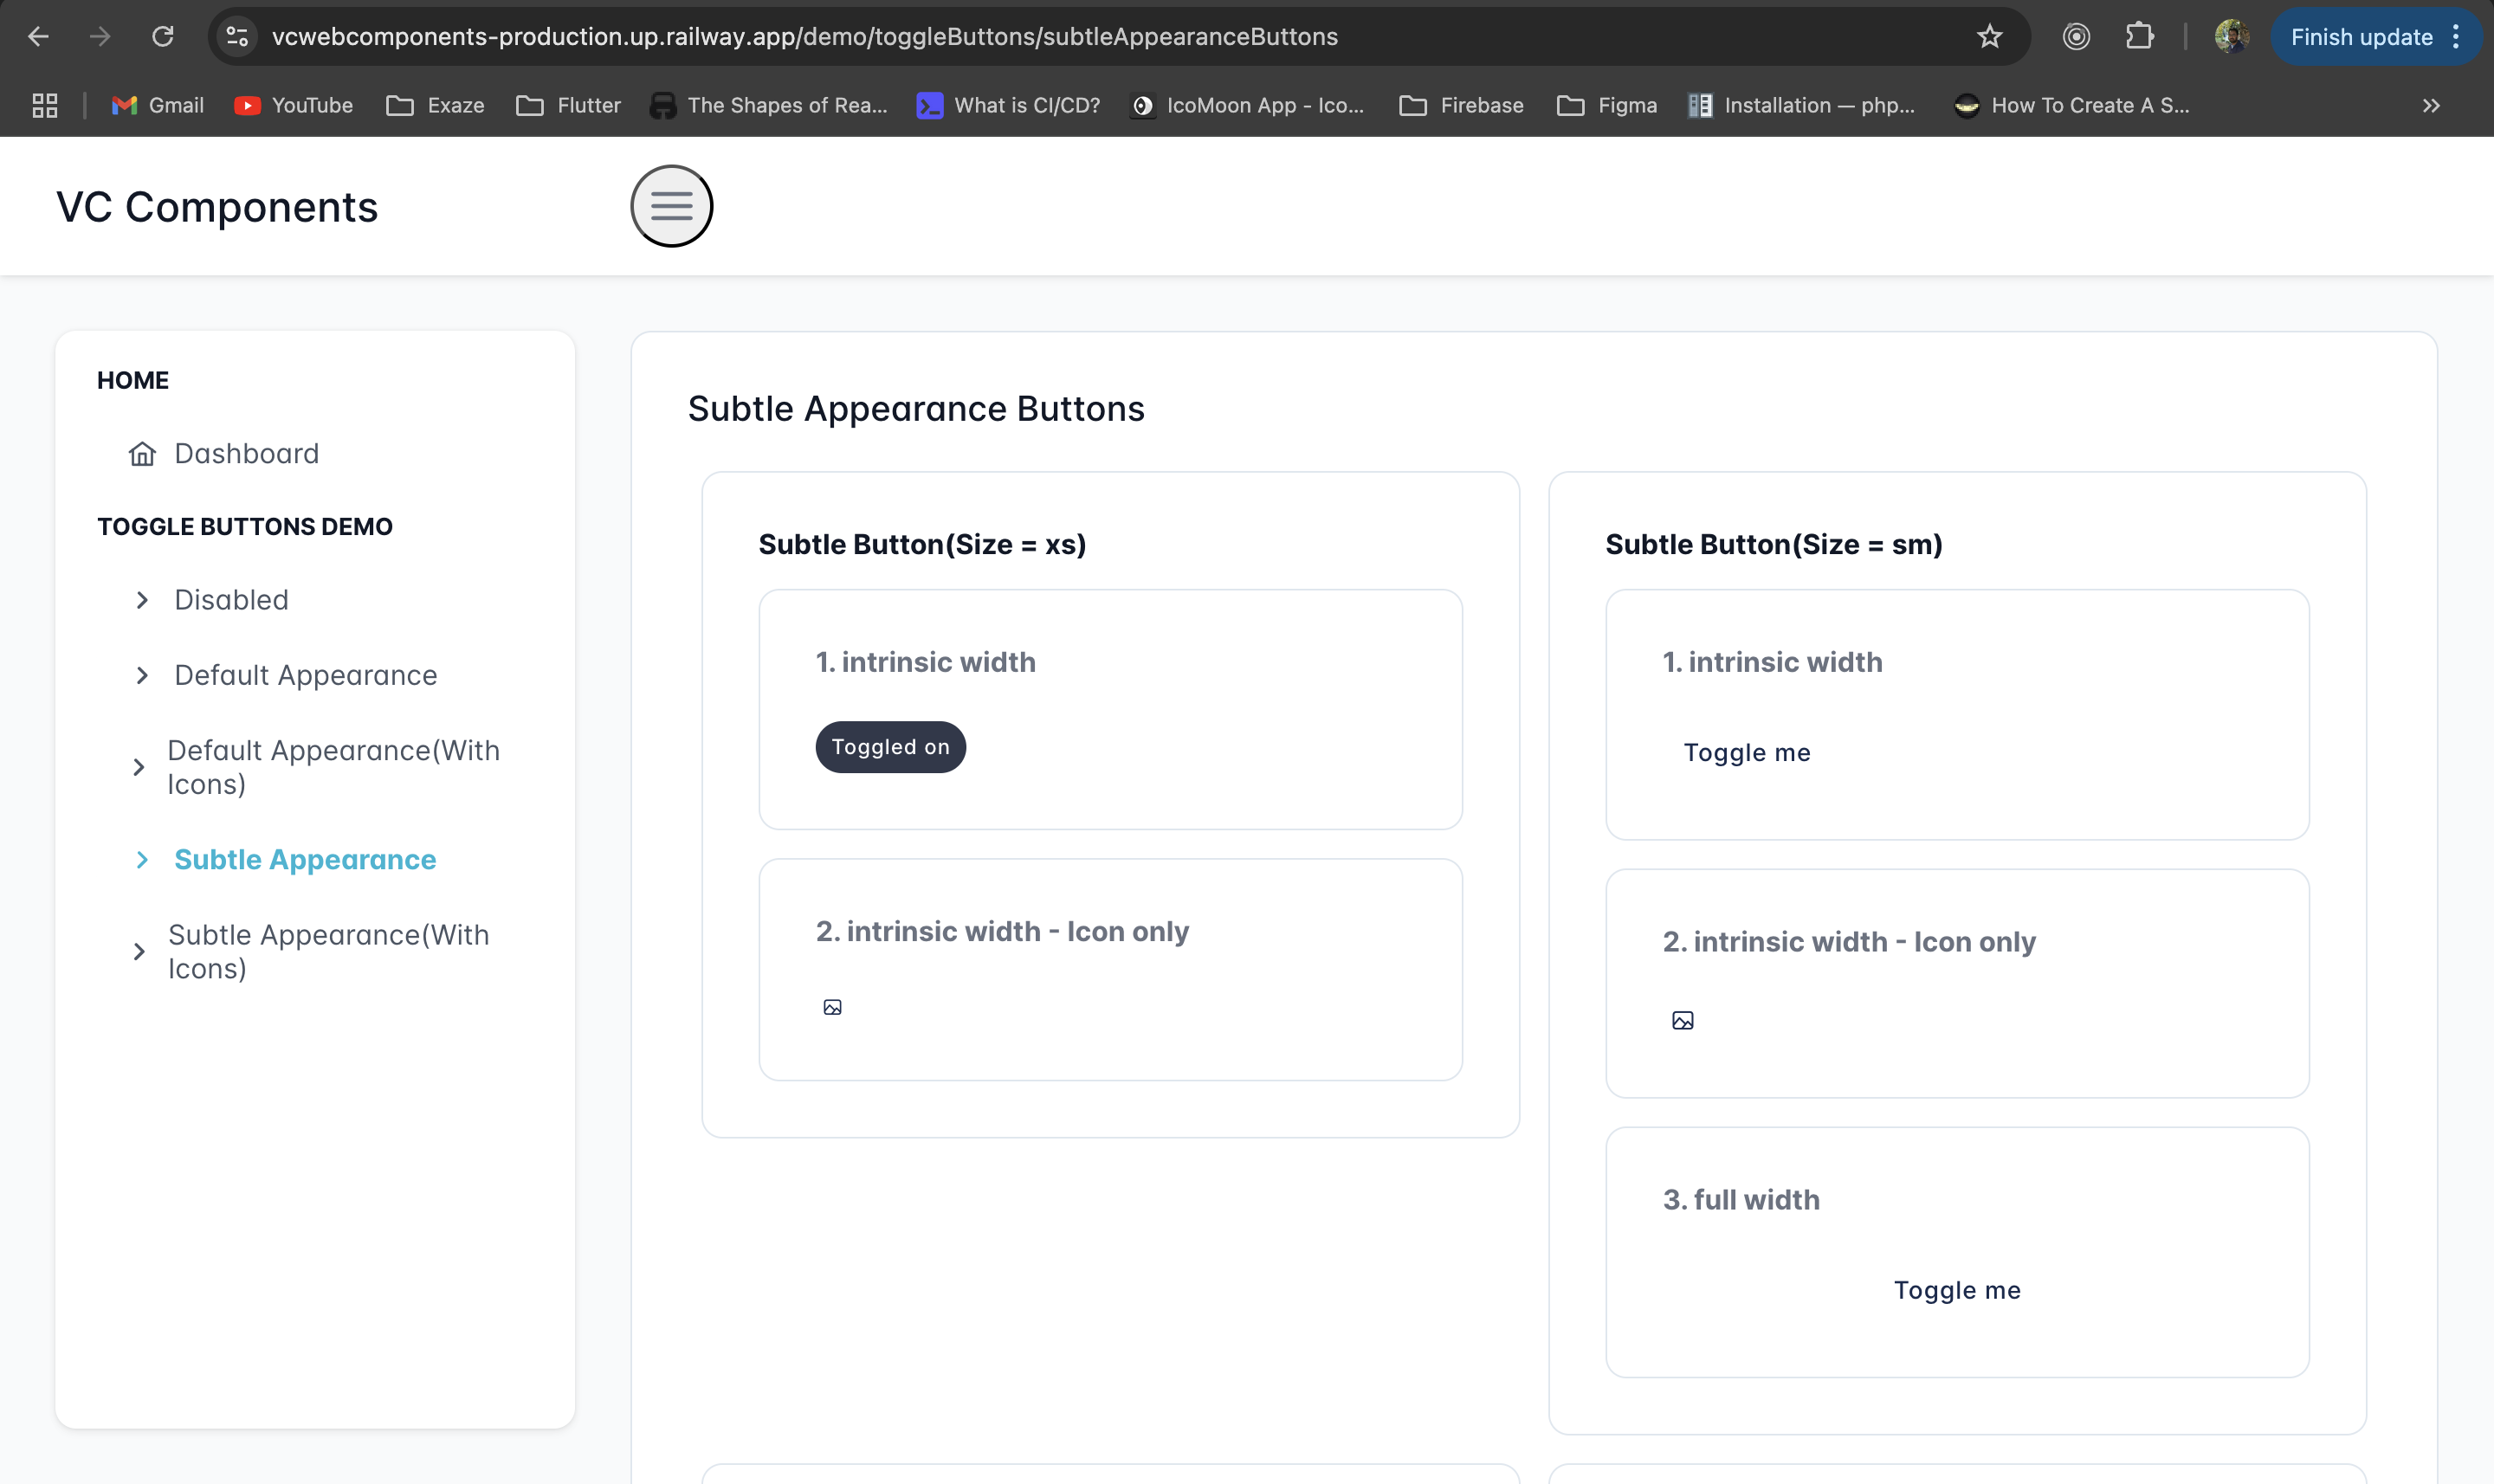 vcwebcomponents-production.up.railway.app/demo/toggleButtons/subtleAppearanceButtons
Finish update
Gmail
YouTube
Exaze
Flutter
The Shapes of Rea...
What is CI/CD?
IcoMoon App - Ico...
Firebase
Figma
Installation — php...
How To Create A S...
VC Components
HOME
Dashboard
TOGGLE BUTTONS DEMO
Disabled
Default Appearance
Default Appearance(With
Icons)
Subtle Appearance
Subtle Appearance(With
Icons)
Subtle Appearance Buttons
Subtle Button(Size = xs)
1. intrinsic width
Toggled on
2. intrinsic width - Icon only
Subtle Button(Size = sm)
1. intrinsic width
Toggle me
2. intrinsic width - Icon only
3. full width
Toggle me